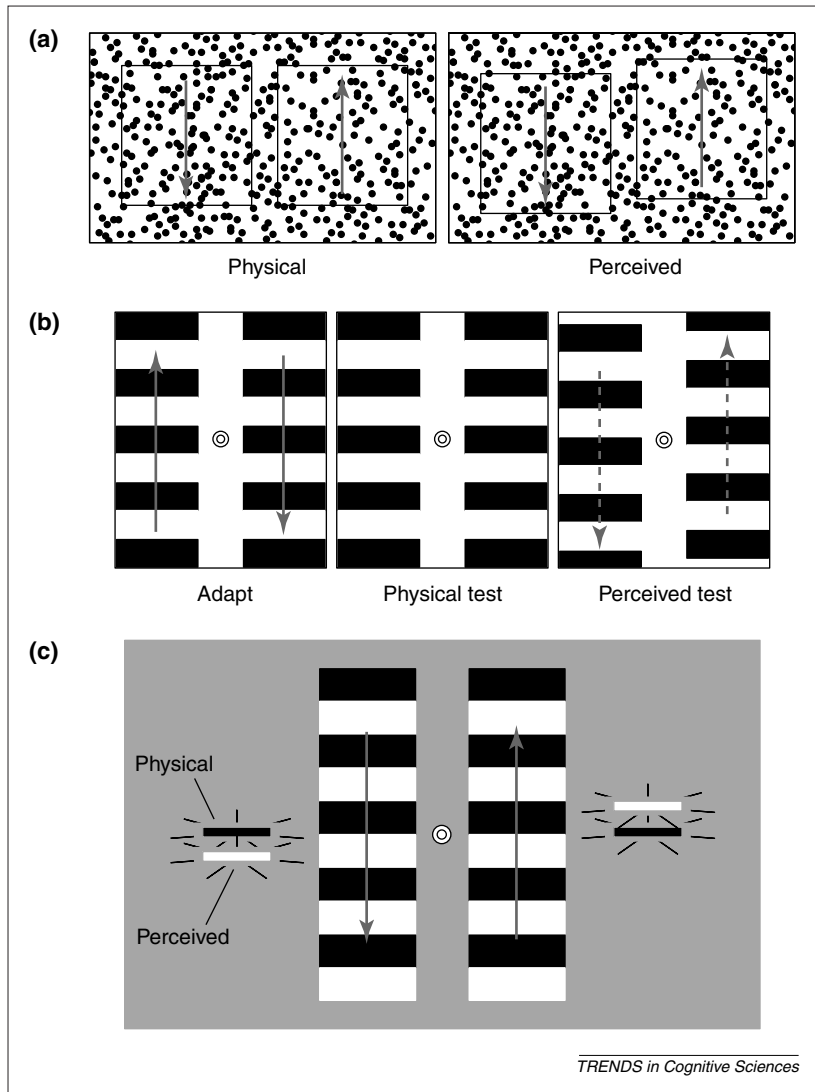 (a)
Physical Perceived
(b)
Adapt Physical test Perceived test
(c)
Physical
Perceived
TRENDS in Cognitive Sciences